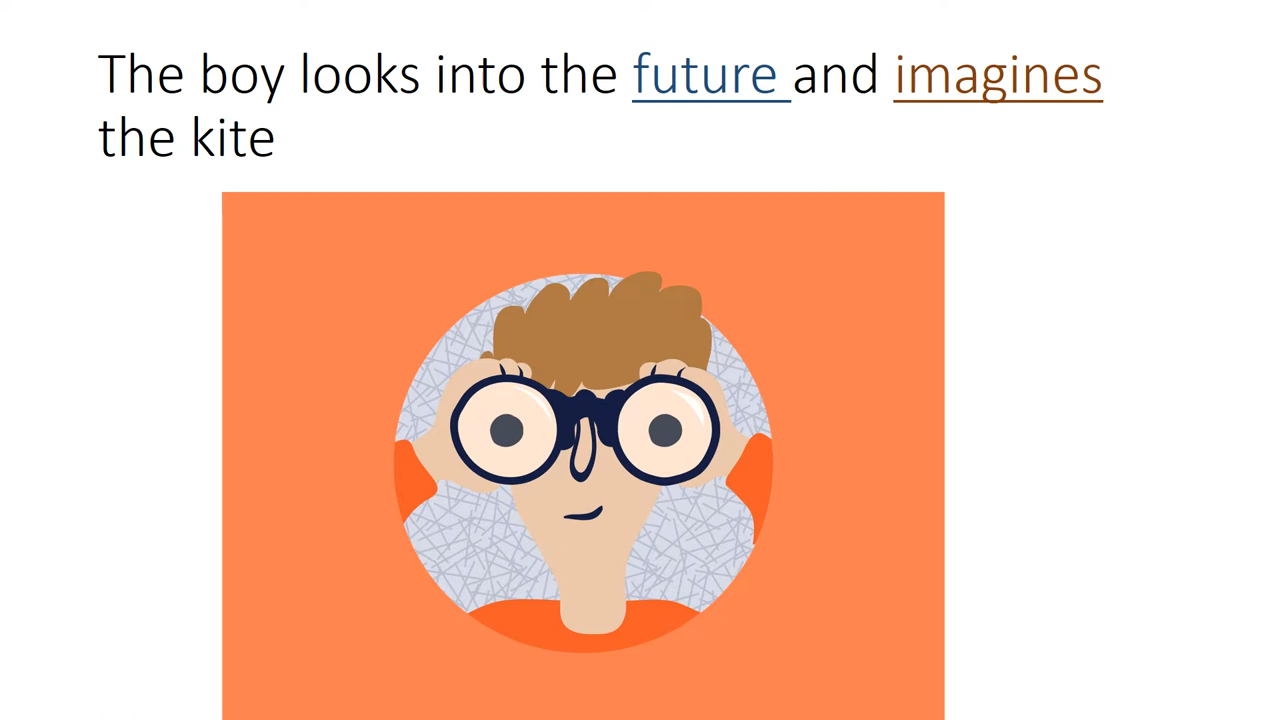 The boy looks into the future and imagines
the kite